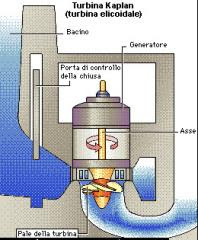 Turbina Kaplan
(turbina elicoidale)
Bacino
Generatore
Porta di controllo
della chiusa
Asse
Pale della turbina